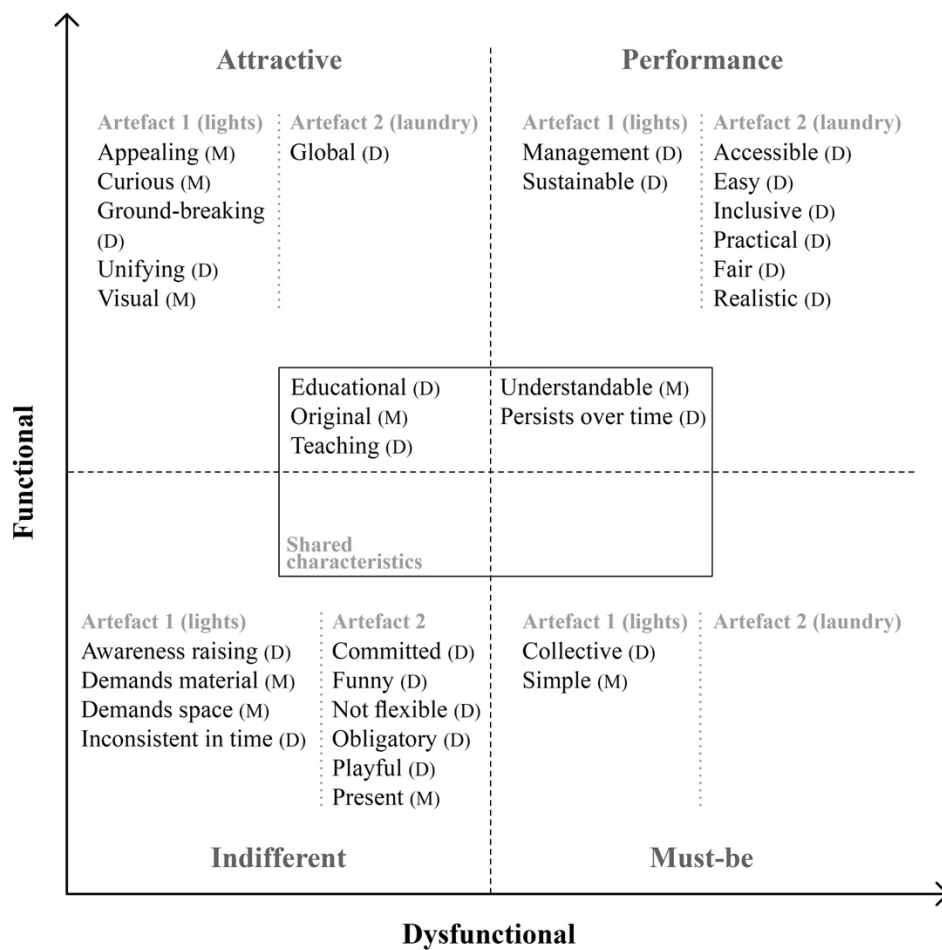 Attractive
Performance
Artefact 1 (lights)
Appealing (M)
Curious (M)
Ground-breaking
(D)
Unifying (D)
Visual (M)
Artefact 2 (laundry)
Global (D)
Artefact 1 (lights)
Management (D)
Sustainable (D)
Artefact 2 (laundry)
Accessible (D)
Easy (D)
Inclusive (D)
Practical (D)
Fair (D)
Realistic (D)
Educational (D)
Original (M)
Teaching (D)
Understandable (M)
Persists over time (D)
Shared
characteristics
Functional
Artefact 1 (lights)
Awareness raising (D)
Demands material (M)
Demands space (M)
Inconsistent in time (D)
Artefact 2
Committed (D)
Funny (D)
Not flexible (D)
Obligatory (D)
Playful (D)
Present (M)
Artefact 1 (lights)
Collective (D)
Simple (M)
Artefact 2 (laundry)
Indifferent
Must-be
Dysfunctional